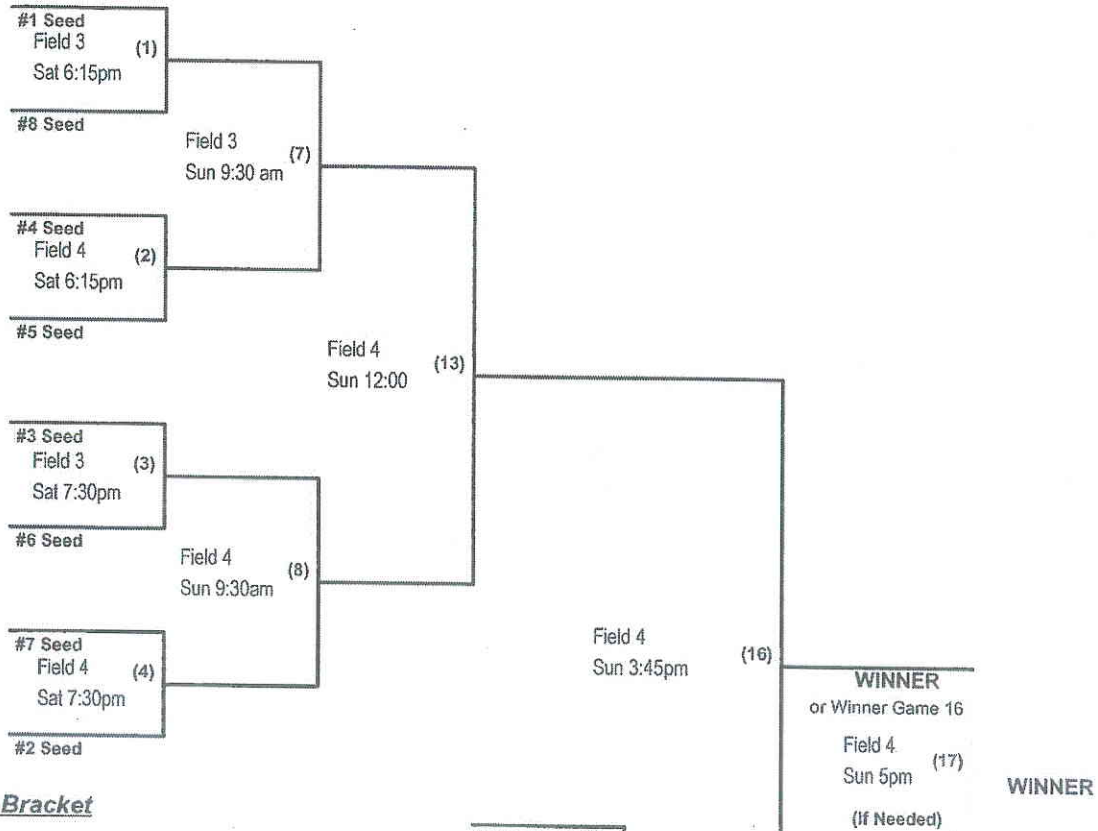 #1 Seed
Field 3 (1)
Sat 6:15pm
#8 Seed
Field 3 (7)
Sun 9:30 am
#4 Seed
Field 4 (2)
Sat 6:15pm
#5 Seed
Field 4 (13)
Sun 12:00
#3 Seed
Field 3 (3)
Sat 7:30pm
#6 Seed
Field 4 (8)
Sun 9:30am
#7 Seed
Field 4 (4)
Sat 7:30pm
#2 Seed
Field 4 (16)
Sun 3:45pm
WINNER
or Winner Game 16
Field 4 (17)
Sun 5pm
(If Needed)
WINNER
Bracket